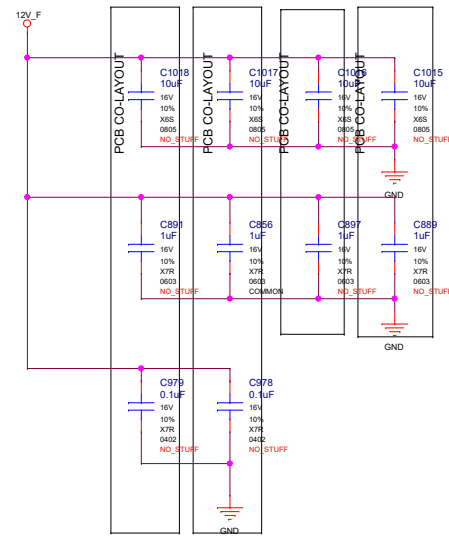 12V_F
PCB CO-LAYOUT
PCB CO-LAYOUT
PCB CO-LAYOUT
PCB CO-LAYOUT
C1018
10uF
16V
10%
X6S
0805
NO_STUFF
C1017
10uF
16V
10%
X6S
0805
NO_STUFF
C1016
10uF
16V
10%
X6S
0805
NO_STUFF
C1015
10uF
16V
10%
X6S
0805
NO_STUFF
GND
C891
1uF
16V
10%
X7R
0603
NO_STUFF
C856
1uF
16V
10%
X7R
0603
COMMON
C897
1uF
16V
10%
X7R
0603
NO_STUFF
C889
1uF
16V
10%
X7R
0603
NO_STUFF
GND
C979
0.1uF
16V
10%
X7R
0402
NO_STUFF
C978
0.1uF
16V
10%
X7R
0402
NO_STUFF
GND